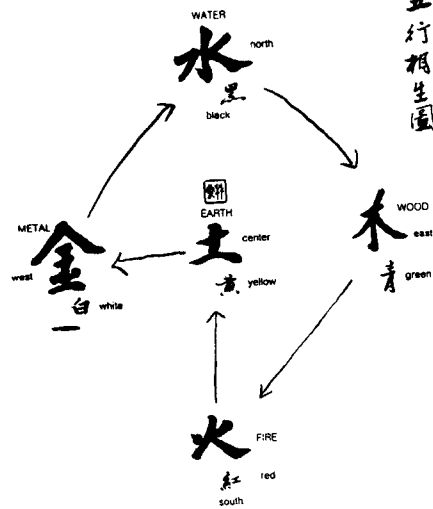 五行相生圖
WATER
水 north
黑
black
EARTH
土 center
黃 yellow
METAL
金
west
白 white
WOOD
木 east
青 green
火 FIRE
紅 red
south